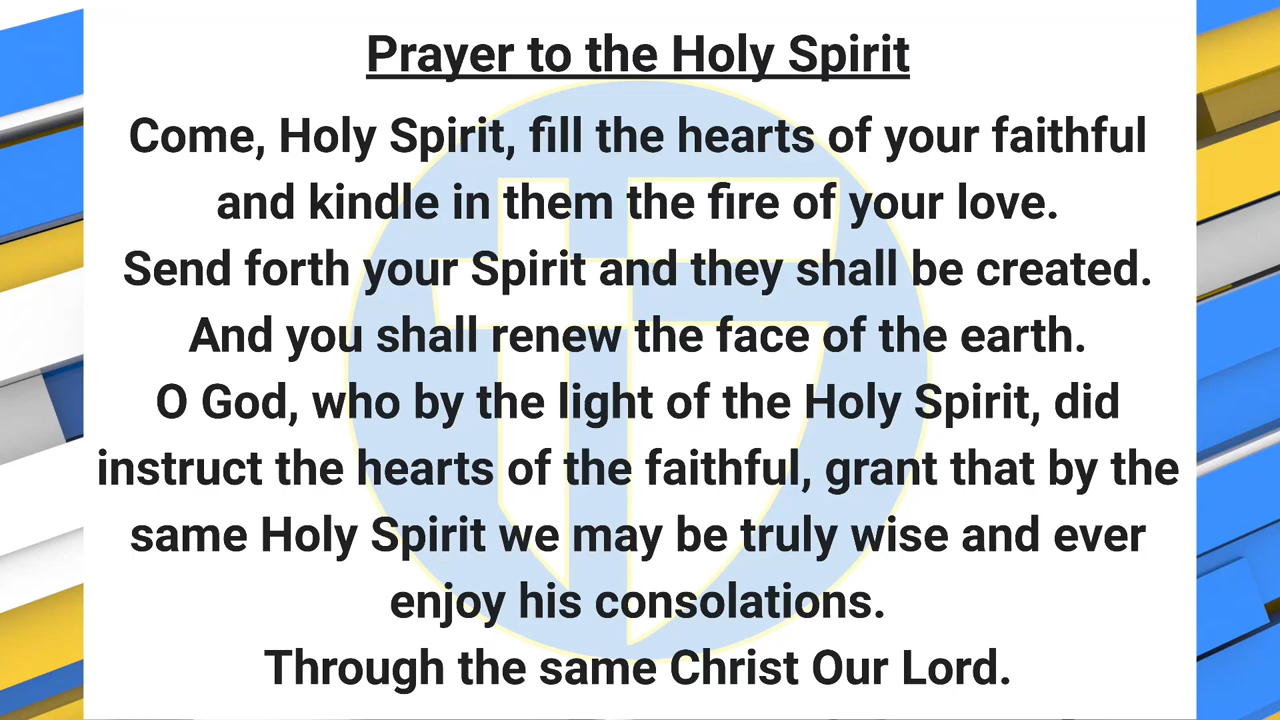 Prayer to the Holy Spirit
Come, Holy Spirit, fill the hearts of your faithful
and kindle in them the fire of your love.
Send forth your Spirit and they shall be created.
And you shall renew the face of the earth.
O God, who by the light of the Holy Spirit, did
instruct the hearts of the faithful, grant that by the
same Holy Spirit we may be truly wise and ever
enjoy his consolations.
Through the same Christ Our Lord.